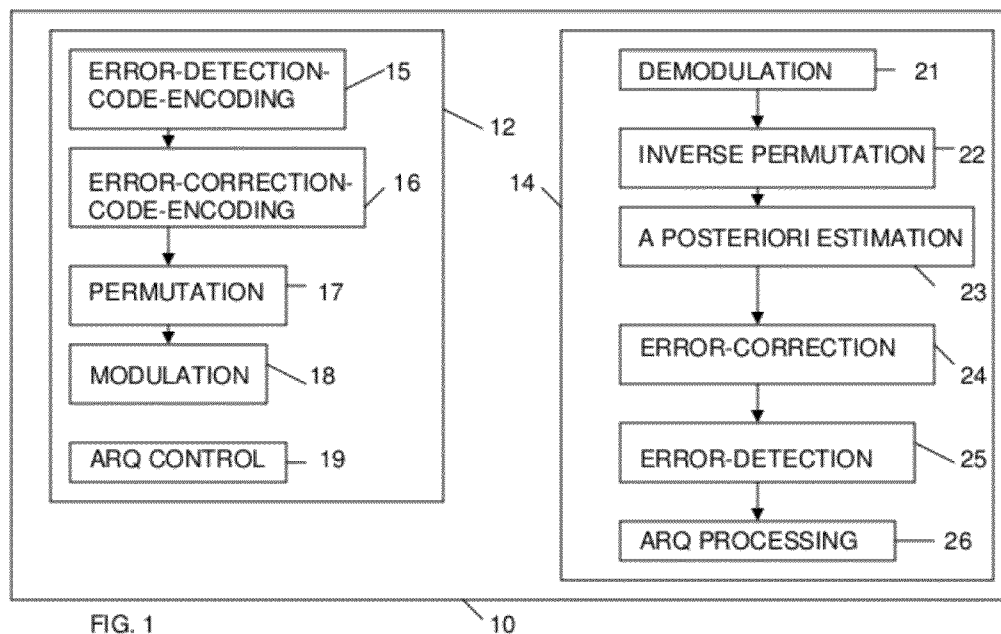 ERROR-DETECTION-
CODE-ENCODING
15
12
ERROR-CORRECTION-
CODE-ENCODING
16
PERMUTATION
17
MODULATION
18
ARQ CONTROL
19
DEMODULATION
21
INVERSE PERMUTATION
22
14
A POSTERIORI ESTIMATION
23
ERROR-CORRECTION
24
ERROR-DETECTION
25
ARQ PROCESSING
26
FIG. 1
10